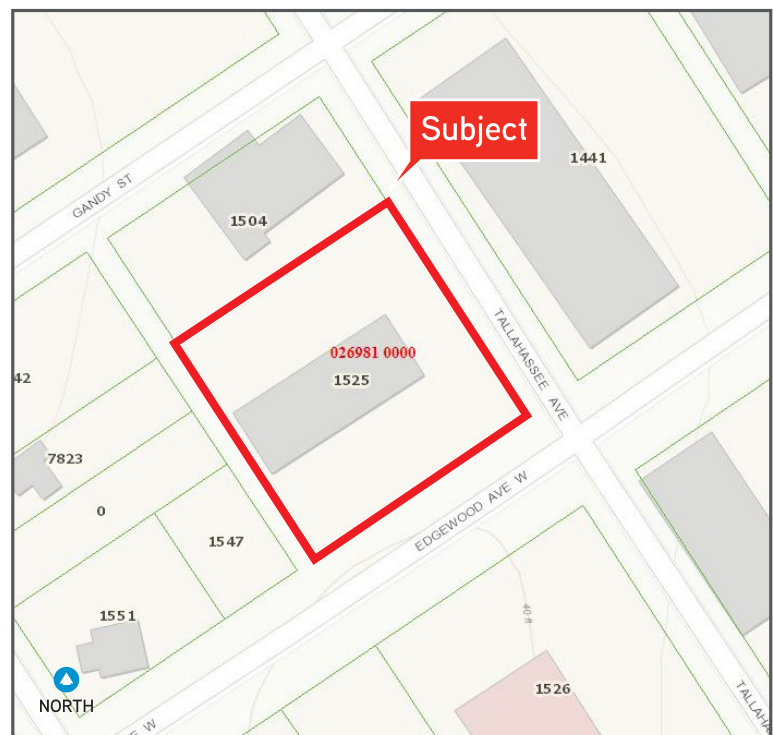 Subject
1441
GANDY ST
1504
026981 0000
1525
TALLAHASSEE AVE
42
7823
0
1547
EDGEWOOD AVE W
1551
40 ft
1526
NORTH
E W
TALLAHA